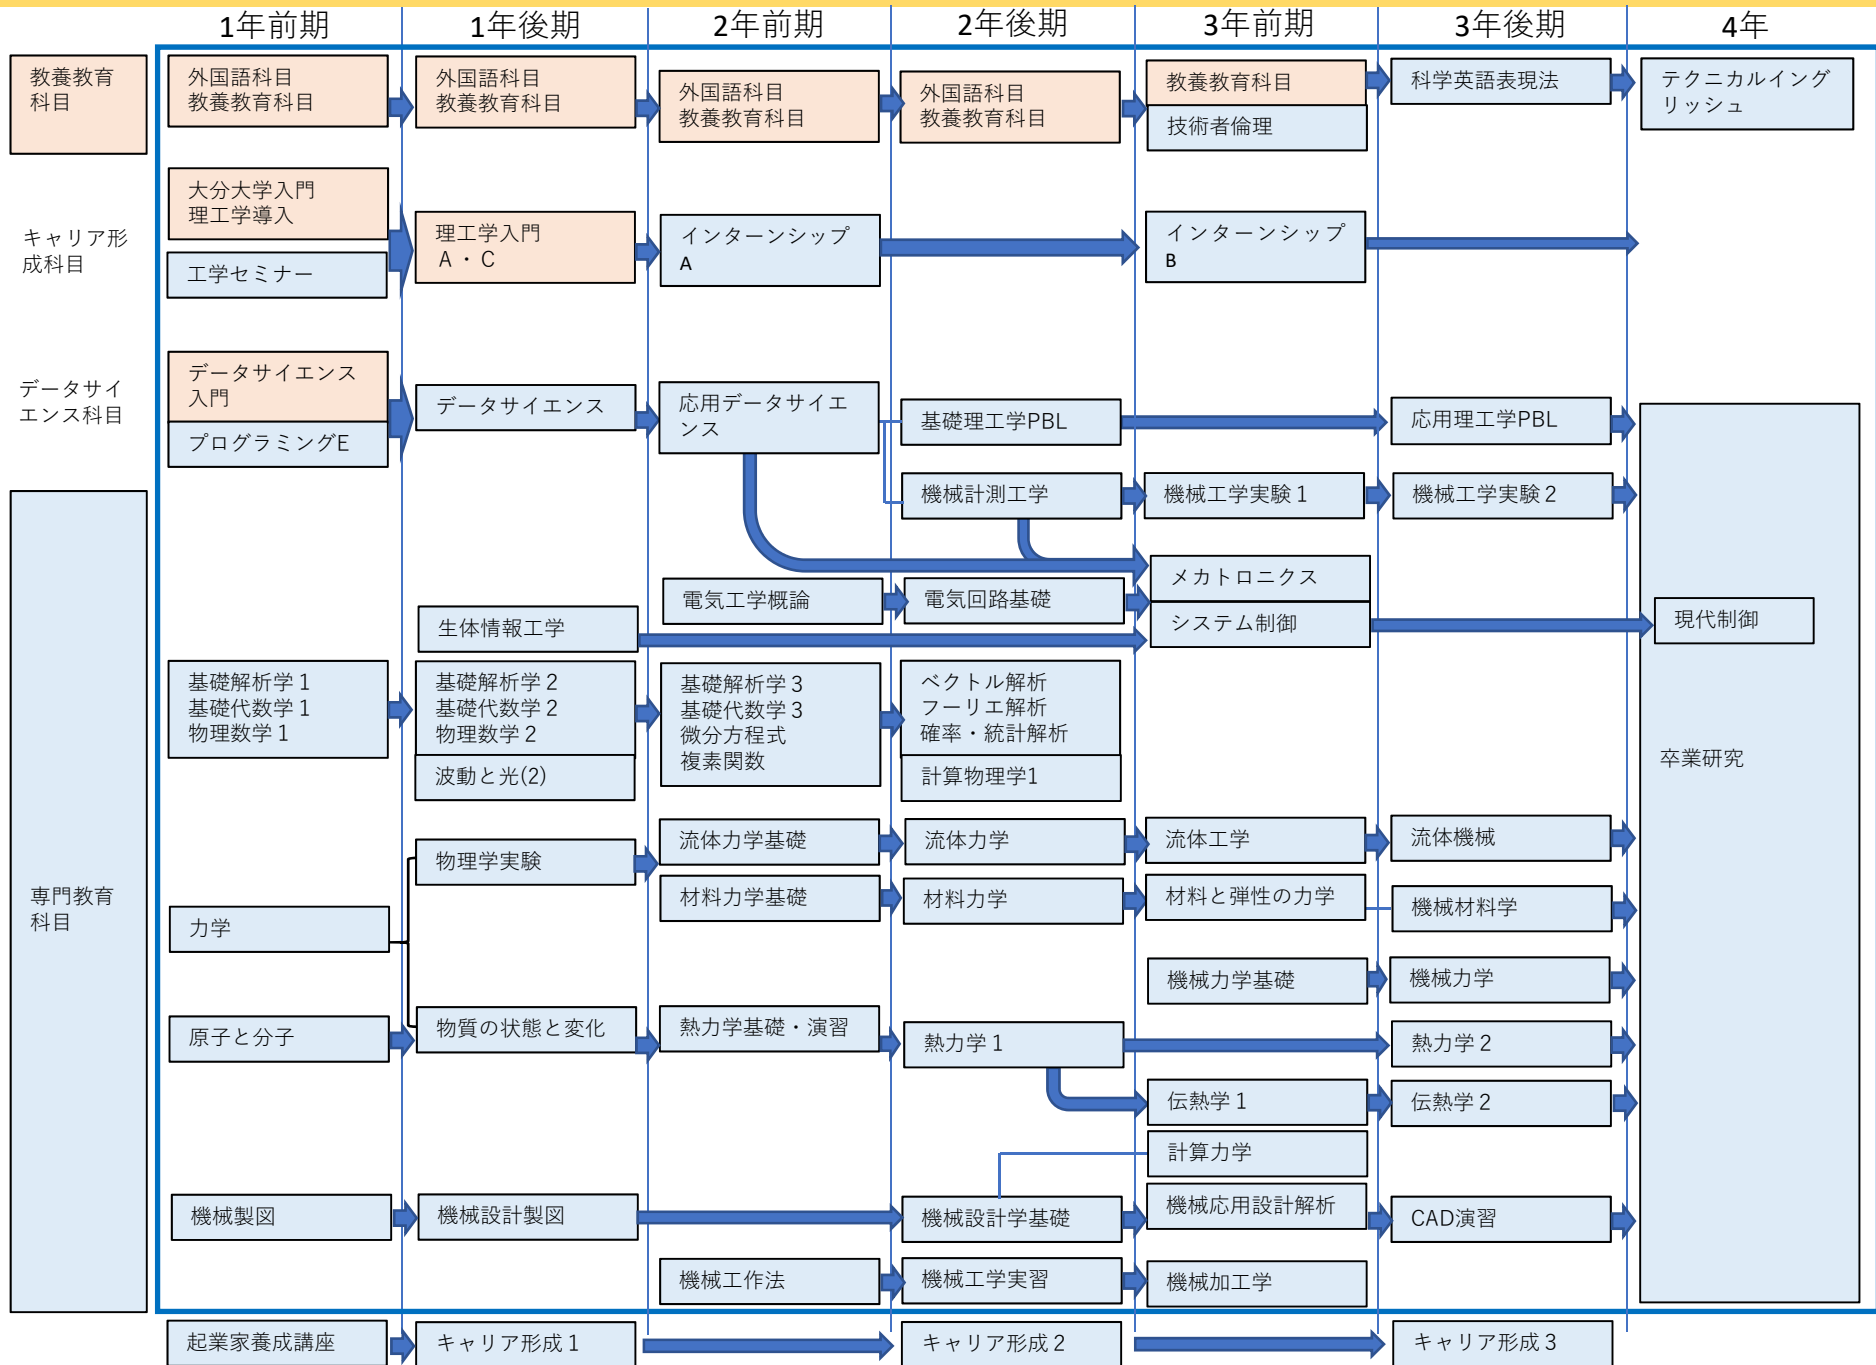 1年前期
1年後期
2年前期
2年後期
3年前期
3年後期
4年
教養教育
科目
外国語科目
教養教育科目
外国語科目
教養教育科目
外国語科目
教養教育科目
外国語科目
教養教育科目
教養教育科目
技術者倫理
科学英語表現法
テクニカルイング
リッシュ
キャリア形
成科目
大分大学入門
理工学導入
工学セミナー
理工学入門
A・C
インターンシップ
A
インターンシップ
B
データサイ
エンス科目
データサイエンス
入門
プログラミングE
データサイエンス
応用データサイエ
ンス
基礎理工学PBL
応用理工学PBL
機械計測工学
機械工学実験1
機械工学実験2
専門教育
科目
電気工学概論
電気回路基礎
メカトロニクス
システム制御
現代制御
生体情報工学
基礎解析学1
基礎代数学1
物理数学1
基礎解析学2
基礎代数学2
物理数学2
波動と光(2)
基礎解析学3
基礎代数学3
微分方程式
複素関数
ベクトル解析
フーリエ解析
確率・統計解析
計算物理学1
卒業研究
力学
物理学実験
流体力学基礎
流体力学
流体工学
流体機械
材料力学基礎
材料力学
材料と弾性の力学
機械材料学
機械力学基礎
機械力学
原子と分子
物質の状態と変化
熱力学基礎・演習
熱力学1
熱力学2
伝熱学1
伝熱学2
計算力学
機械製図
機械設計製図
機械設計学基礎
機械応用設計解析
CAD演習
機械工作法
機械工学実習
機械加工学
起業家養成講座
キャリア形成1
キャリア形成2
キャリア形成3